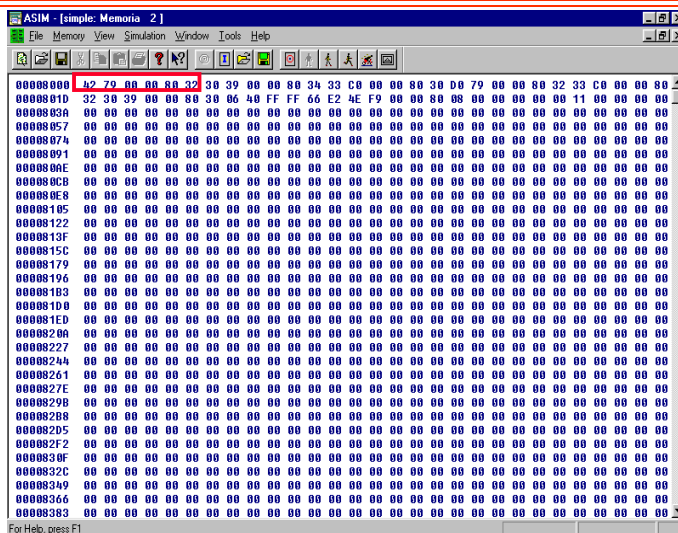 ASIM - [simple: Memoria 2 ]
File Memory View Simulation Window Tools Help
00008000 42 79 00 00 80 32 30 39 00 00 80 34 33 C0 00 00 80 30 D0 79 00 00 80 32 33 C0 00 00 80
0000801D 32 30 39 00 00 80 30 06 40 FF FF 66 E2 4E F9 00 00 80 08 00 00 00 00 00 11 00 00 00 00
0000803A 00 00 00 00 00 00 00 00 00 00 00 00 00 00 00 00 00 00 00 00 00 00 00 00 00 00 00 00 00
00008057 00 00 00 00 00 00 00 00 00 00 00 00 00 00 00 00 00 00 00 00 00 00 00 00 00 00 00 00 00
00008074 00 00 00 00 00 00 00 00 00 00 00 00 00 00 00 00 00 00 00 00 00 00 00 00 00 00 00 00 00
00008091 00 00 00 00 00 00 00 00 00 00 00 00 00 00 00 00 00 00 00 00 00 00 00 00 00 00 00 00 00
000080AE 00 00 00 00 00 00 00 00 00 00 00 00 00 00 00 00 00 00 00 00 00 00 00 00 00 00 00 00 00
000080CB 00 00 00 00 00 00 00 00 00 00 00 00 00 00 00 00 00 00 00 00 00 00 00 00 00 00 00 00 00
000080E8 00 00 00 00 00 00 00 00 00 00 00 00 00 00 00 00 00 00 00 00 00 00 00 00 00 00 00 00 00
00008105 00 00 00 00 00 00 00 00 00 00 00 00 00 00 00 00 00 00 00 00 00 00 00 00 00 00 00 00 00
00008122 00 00 00 00 00 00 00 00 00 00 00 00 00 00 00 00 00 00 00 00 00 00 00 00 00 00 00 00 00
0000813F 00 00 00 00 00 00 00 00 00 00 00 00 00 00 00 00 00 00 00 00 00 00 00 00 00 00 00 00 00
0000815C 00 00 00 00 00 00 00 00 00 00 00 00 00 00 00 00 00 00 00 00 00 00 00 00 00 00 00 00 00
00008179 00 00 00 00 00 00 00 00 00 00 00 00 00 00 00 00 00 00 00 00 00 00 00 00 00 00 00 00 00
00008196 00 00 00 00 00 00 00 00 00 00 00 00 00 00 00 00 00 00 00 00 00 00 00 00 00 00 00 00 00
000081B3 00 00 00 00 00 00 00 00 00 00 00 00 00 00 00 00 00 00 00 00 00 00 00 00 00 00 00 00 00
000081D0 00 00 00 00 00 00 00 00 00 00 00 00 00 00 00 00 00 00 00 00 00 00 00 00 00 00 00 00 00
000081ED 00 00 00 00 00 00 00 00 00 00 00 00 00 00 00 00 00 00 00 00 00 00 00 00 00 00 00 00 00
0000820A 00 00 00 00 00 00 00 00 00 00 00 00 00 00 00 00 00 00 00 00 00 00 00 00 00 00 00 00 00
00008227 00 00 00 00 00 00 00 00 00 00 00 00 00 00 00 00 00 00 00 00 00 00 00 00 00 00 00 00 00
00008244 00 00 00 00 00 00 00 00 00 00 00 00 00 00 00 00 00 00 00 00 00 00 00 00 00 00 00 00 00
00008261 00 00 00 00 00 00 00 00 00 00 00 00 00 00 00 00 00 00 00 00 00 00 00 00 00 00 00 00 00
0000827E 00 00 00 00 00 00 00 00 00 00 00 00 00 00 00 00 00 00 00 00 00 00 00 00 00 00 00 00 00
0000829B 00 00 00 00 00 00 00 00 00 00 00 00 00 00 00 00 00 00 00 00 00 00 00 00 00 00 00 00 00
000082B8 00 00 00 00 00 00 00 00 00 00 00 00 00 00 00 00 00 00 00 00 00 00 00 00 00 00 00 00 00
000082D5 00 00 00 00 00 00 00 00 00 00 00 00 00 00 00 00 00 00 00 00 00 00 00 00 00 00 00 00 00
000082F2 00 00 00 00 00 00 00 00 00 00 00 00 00 00 00 00 00 00 00 00 00 00 00 00 00 00 00 00 00
0000830F 00 00 00 00 00 00 00 00 00 00 00 00 00 00 00 00 00 00 00 00 00 00 00 00 00 00 00 00 00
0000832C 00 00 00 00 00 00 00 00 00 00 00 00 00 00 00 00 00 00 00 00 00 00 00 00 00 00 00 00 00
00008349 00 00 00 00 00 00 00 00 00 00 00 00 00 00 00 00 00 00 00 00 00 00 00 00 00 00 00 00 00
00008366 00 00 00 00 00 00 00 00 00 00 00 00 00 00 00 00 00 00 00 00 00 00 00 00 00 00 00 00 00
00008383 00 00 00 00 00 00 00 00 00 00 00 00 00 00 00 00 00 00 00 00 00 00 00 00 00 00 00 00 00
For Help, press F1